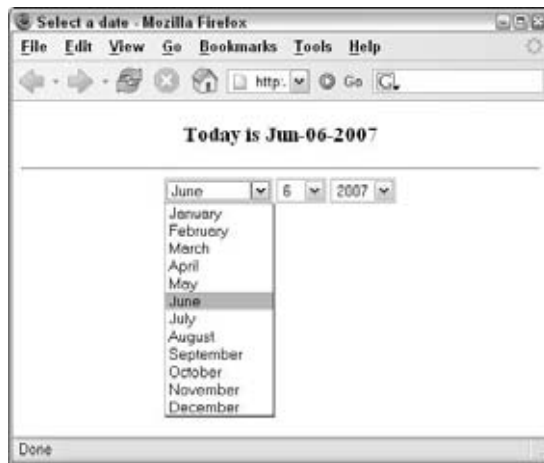 Select a date - Mozilla Firefox
File Edit View Go Bookmarks Tools Help
http: Go G
Today is Jun-06-2007
June 6 2007
January
February
March
April
May
June
July
August
September
October
November
December
Done